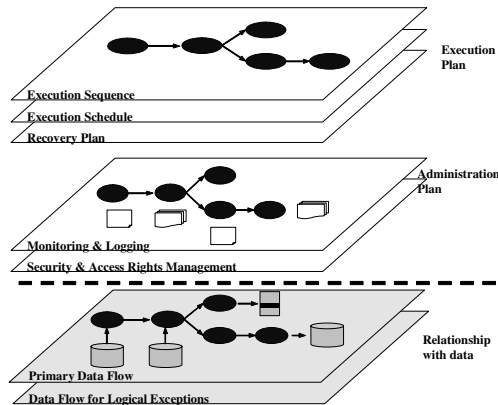 Execution
Plan
Execution Sequence
Execution Schedule
Recovery Plan
Administration
Plan
Monitoring & Logging
Security & Access Rights Management
Relationship
with data
Primary Data Flow
Data Flow for Logical Exceptions